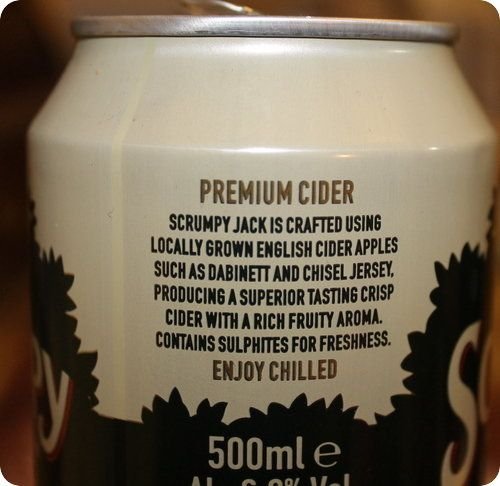 PREMIUM CIDER
SCRUMPY JACK IS CRAFTED USING
LOCALLY GROWN ENGLISH CIDER APPLES
SUCH AS DABINETT AND CHISEL JERSEY,
PRODUCING A SUPERIOR TASTING CRISP
CIDER WITH A RICH FRUITY AROMA.
CONTAINS SULPHITES FOR FRESHNESS.
ENJOY CHILLED
500ml e